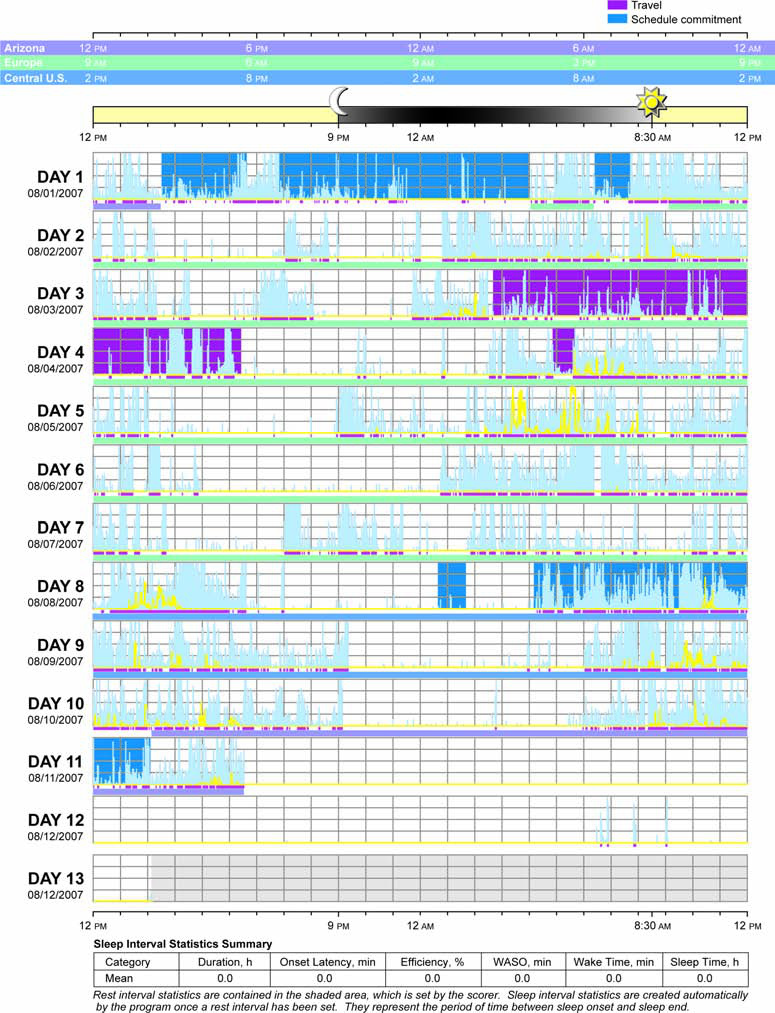 Travel
Schedule commitment
Arizona 12 PM 6 PM 12 AM 6 AM 12 AM
Europe 9 AM 6 AM 9 AM 3 PM 9 PM
Central U.S. 2 PM 8 PM 2 AM 8 AM 2 PM
12 PM 9 PM 12 AM 8:30 AM 12 PM
DAY 1
08/01/2007
DAY 2
08/02/2007
DAY 3
08/03/2007
DAY 4
08/04/2007
DAY 5
08/05/2007
DAY 6
08/06/2007
DAY 7
08/07/2007
DAY 8
08/08/2007
DAY 9
08/09/2007
DAY 10
08/10/2007
DAY 11
08/11/2007
DAY 12
08/12/2007
DAY 13
08/12/2007
12 PM 9 PM 12 AM 8:30 AM 12 PM
Sleep Interval Statistics Summary
Category Duration, h Onset Latency, min Efficiency, % WASO, min Wake Time, min Sleep Time, h
Mean 0.0 0.0 0.0 0.0 0.0 0.0
Rest interval statistics are contained in the shaded area, which is set by the scorer. Sleep interval statistics are created automatically
by the program once a rest interval has been set. They represent the period of time between sleep onset and sleep end.